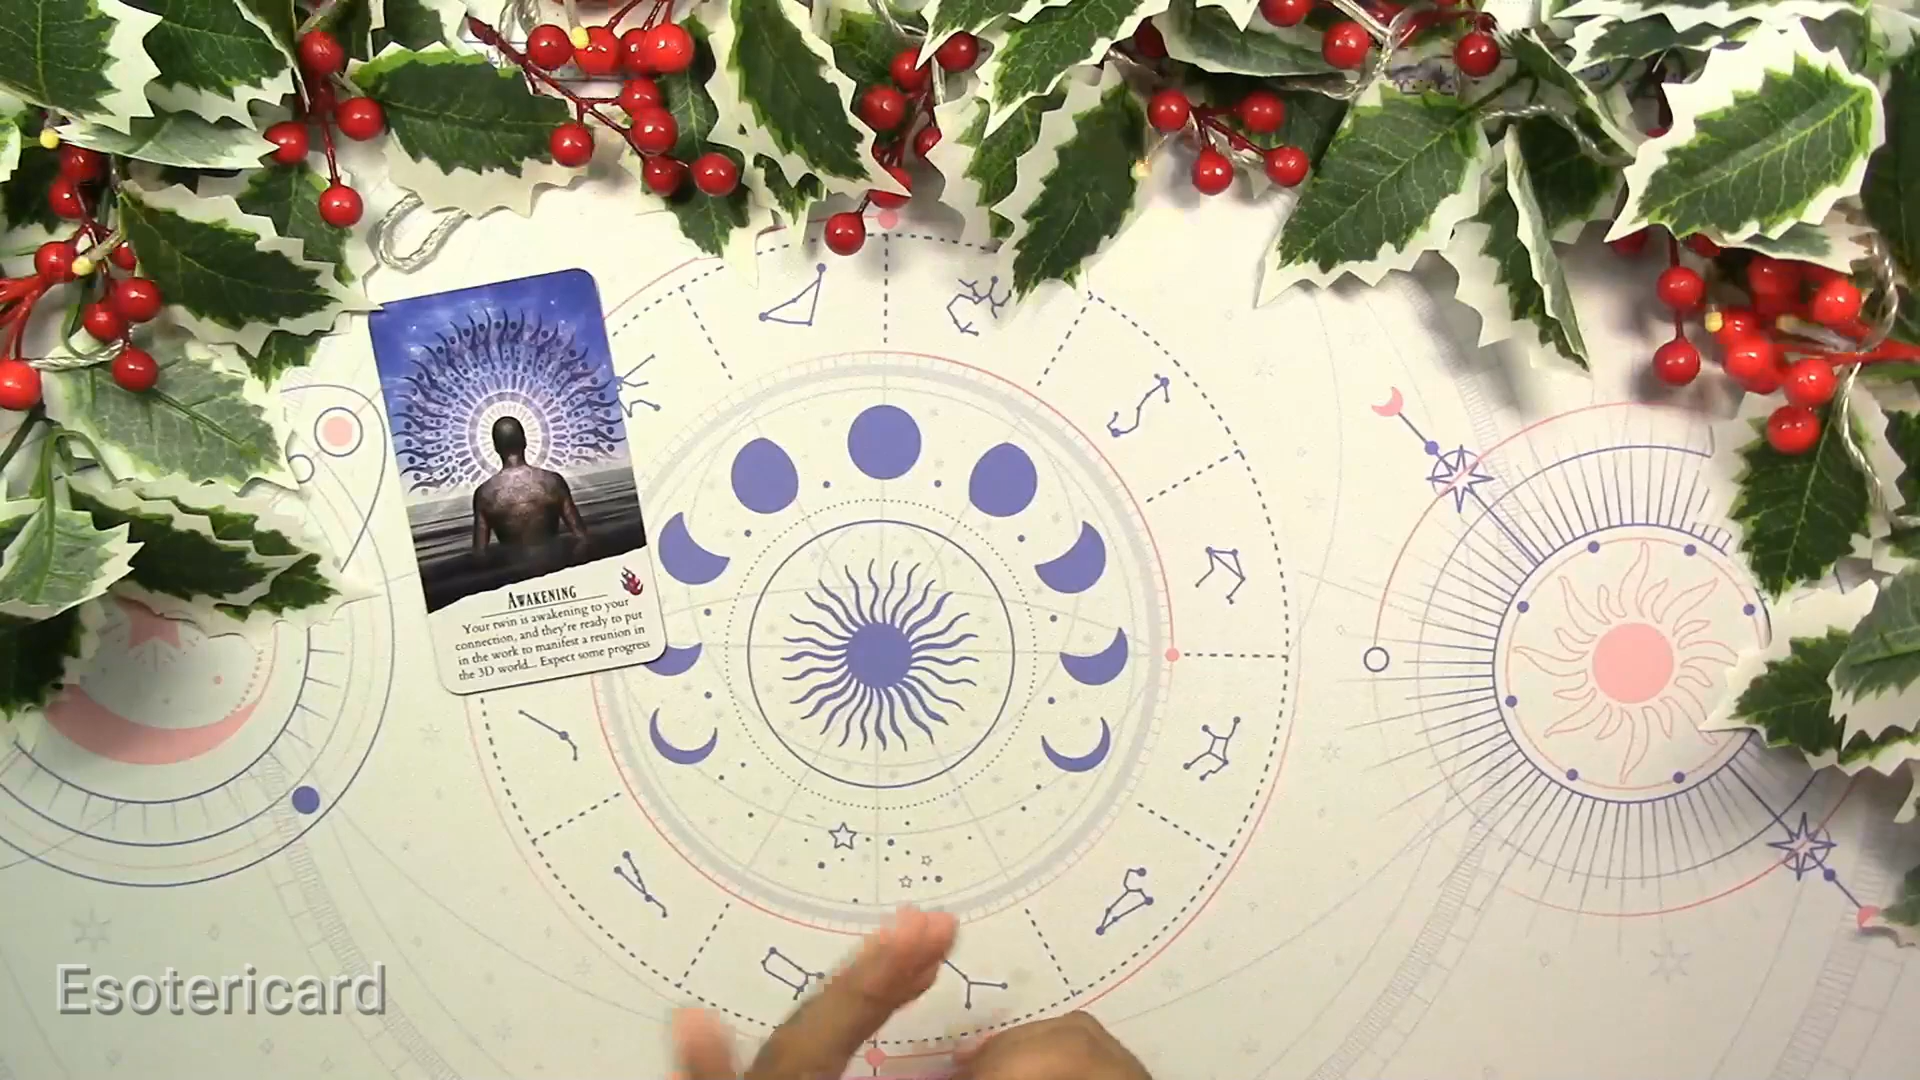 AWAKENING
Your twin is awakening to your
connection, and they're ready to put
in the work to manifest a reunion in
the 3D world... Expect some progress
Esotericard